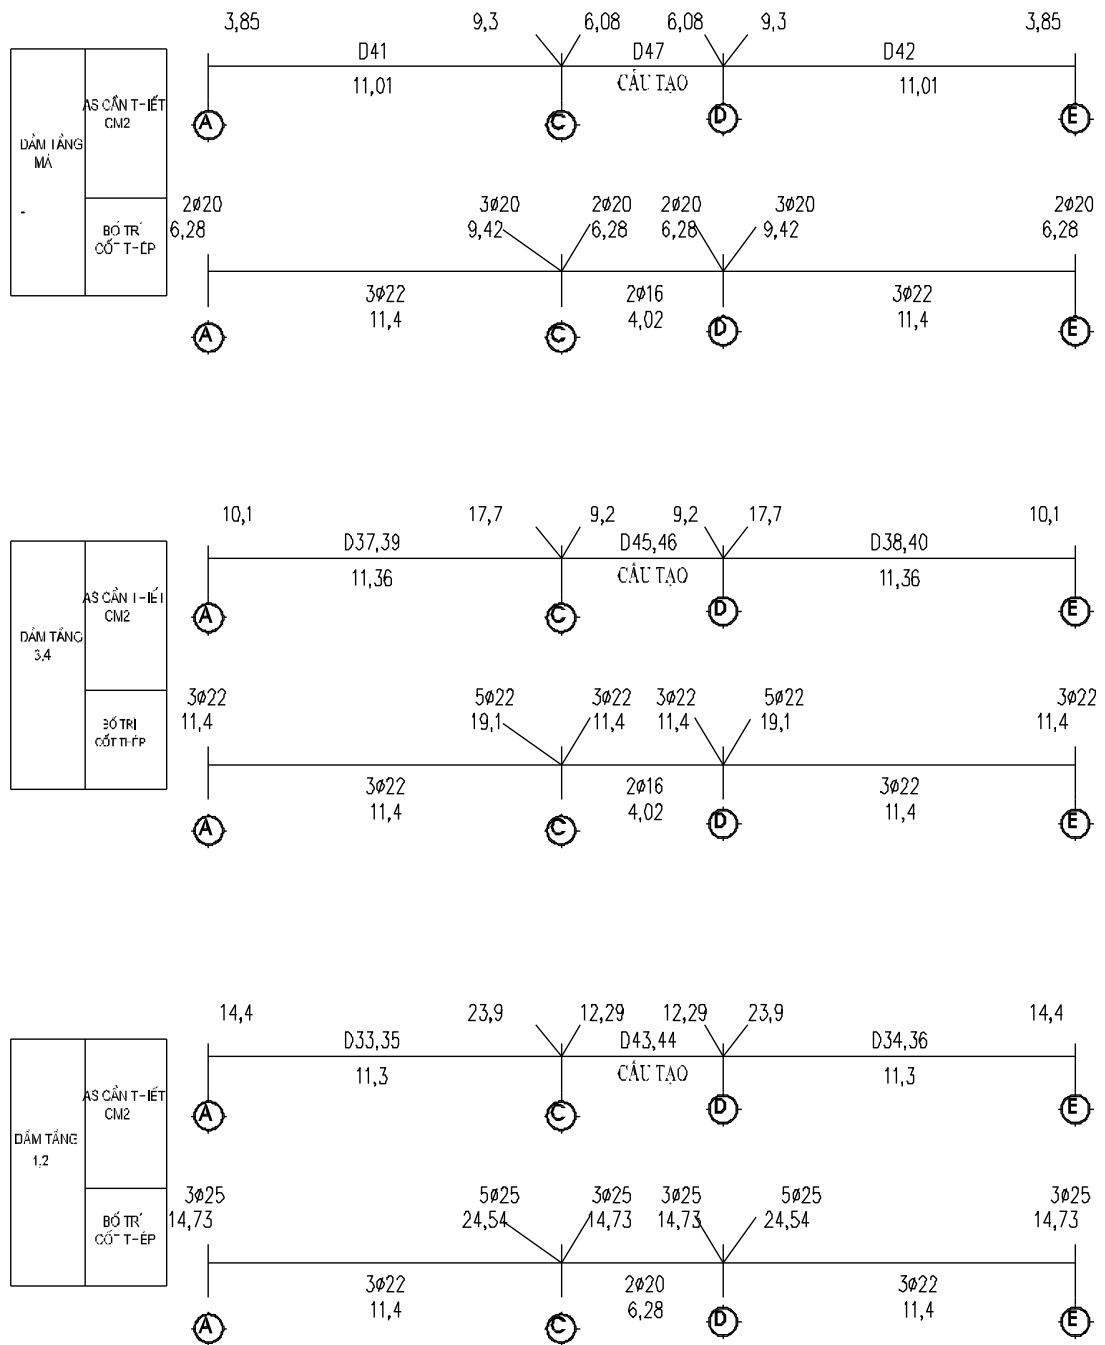 3,85 9,3 6,08 6,08 9,3 3,85
D41 D47 D42
11,01 CẤU TẠO 11,01
AS CẦN T-IẾT
CM2
A C D E
DẦM TẦNG
MÁ
-
2ø20 3ø20 2ø20 2ø20 3ø20 2ø20
6,28 9,42 6,28 6,28 9,42 6,28
BỐ TRÍ
CỐT T-ÉP
3ø22 2ø16 3ø22
11,4 4,02 11,4
A C D E
10,1 17,7 9,2 9,2 17,7 10,1
D37,39 D45,46 D38,40
11,36 CẤU TẠO 11,36
AS CẦN T-IẾT
CM2
A C D E
DẦM TẦNG
3,4
3ø22 5ø22 3ø22 3ø22 5ø22 3ø22
11,4 19,1 11,4 11,4 19,1 11,4
BỐ TRÍ
CỐT THÉP
3ø22 2ø16 3ø22
11,4 4,02 11,4
A C D E
14,4 23,9 12,29 12,29 23,9 14,4
D33,35 D43,44 D34,36
11,3 CẤU TẠO 11,3
AS CẦN T-IẾT
CM2
A C D E
DẦM TẦNG
1,2
3ø25 5ø25 3ø25 3ø25 5ø25 3ø25
14,73 24,54 14,73 14,73 24,54 14,73
BỐ TRÍ
CỐT T-ÉP
3ø22 2ø20 3ø22
11,4 6,28 11,4
A C D E